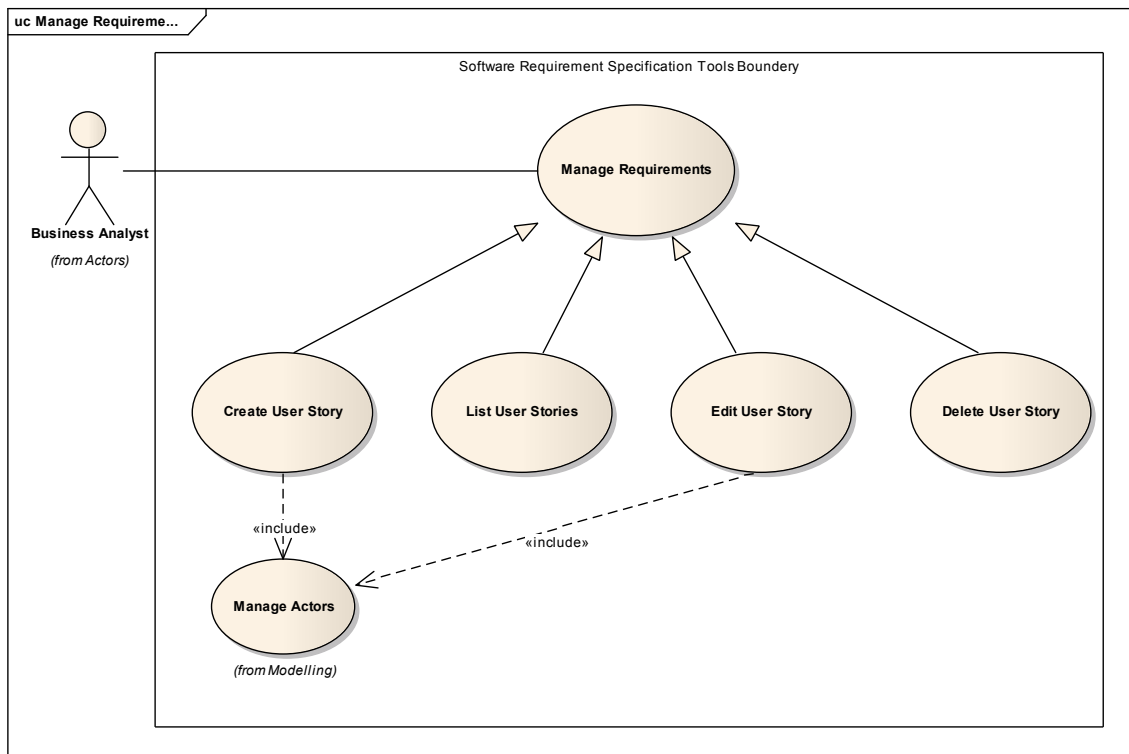 uc Manage Requireme...
Software Requirement Specification Tools Boundery
Manage Requirements
Business Analyst
(from Actors)
Create User Story
List User Stories
Edit User Story
Delete User Story
«include»
«include»
Manage Actors
(from Modelling)